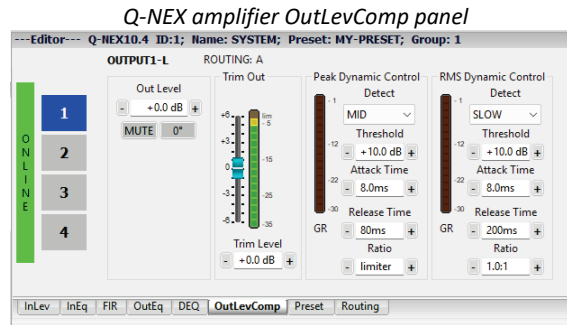 Q-NEX amplifier OutLevComp panel
---Editor--- Q-NEX10.4 ID:1; Name: SYSTEM; Preset: MY-PRESET; Group: 1
OUTPUT1-L ROUTING: A
ONLINE
1
2
3
4
Out Level
- +0.0 dB +
MUTE 0°
Trim Out
+6
+3
0
-3
-6
lim
- 5
-15
-25
-35
Trim Level
- +0.0 dB +
Peak Dynamic Control
- 1
-12
-22
-30
GR
Detect
MID
Threshold
- +10.0 dB +
Attack Time
- 8.0ms +
Release Time
- 80ms +
Ratio
- limiter +
RMS Dynamic Control
- 1
-12
-22
-30
GR
Detect
SLOW
Threshold
- +10.0 dB +
Attack Time
- 8.0ms +
Release Time
- 200ms +
Ratio
- 1.0:1 +
InLev InEq FIR OutEq DEQ OutLevComp Preset Routing